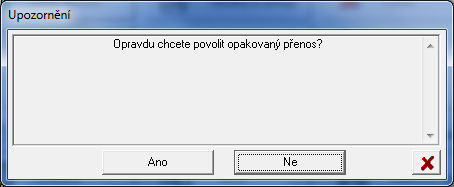 Upozornění
Opravdu chcete povolit opakovaný přenos?
Ano
Ne